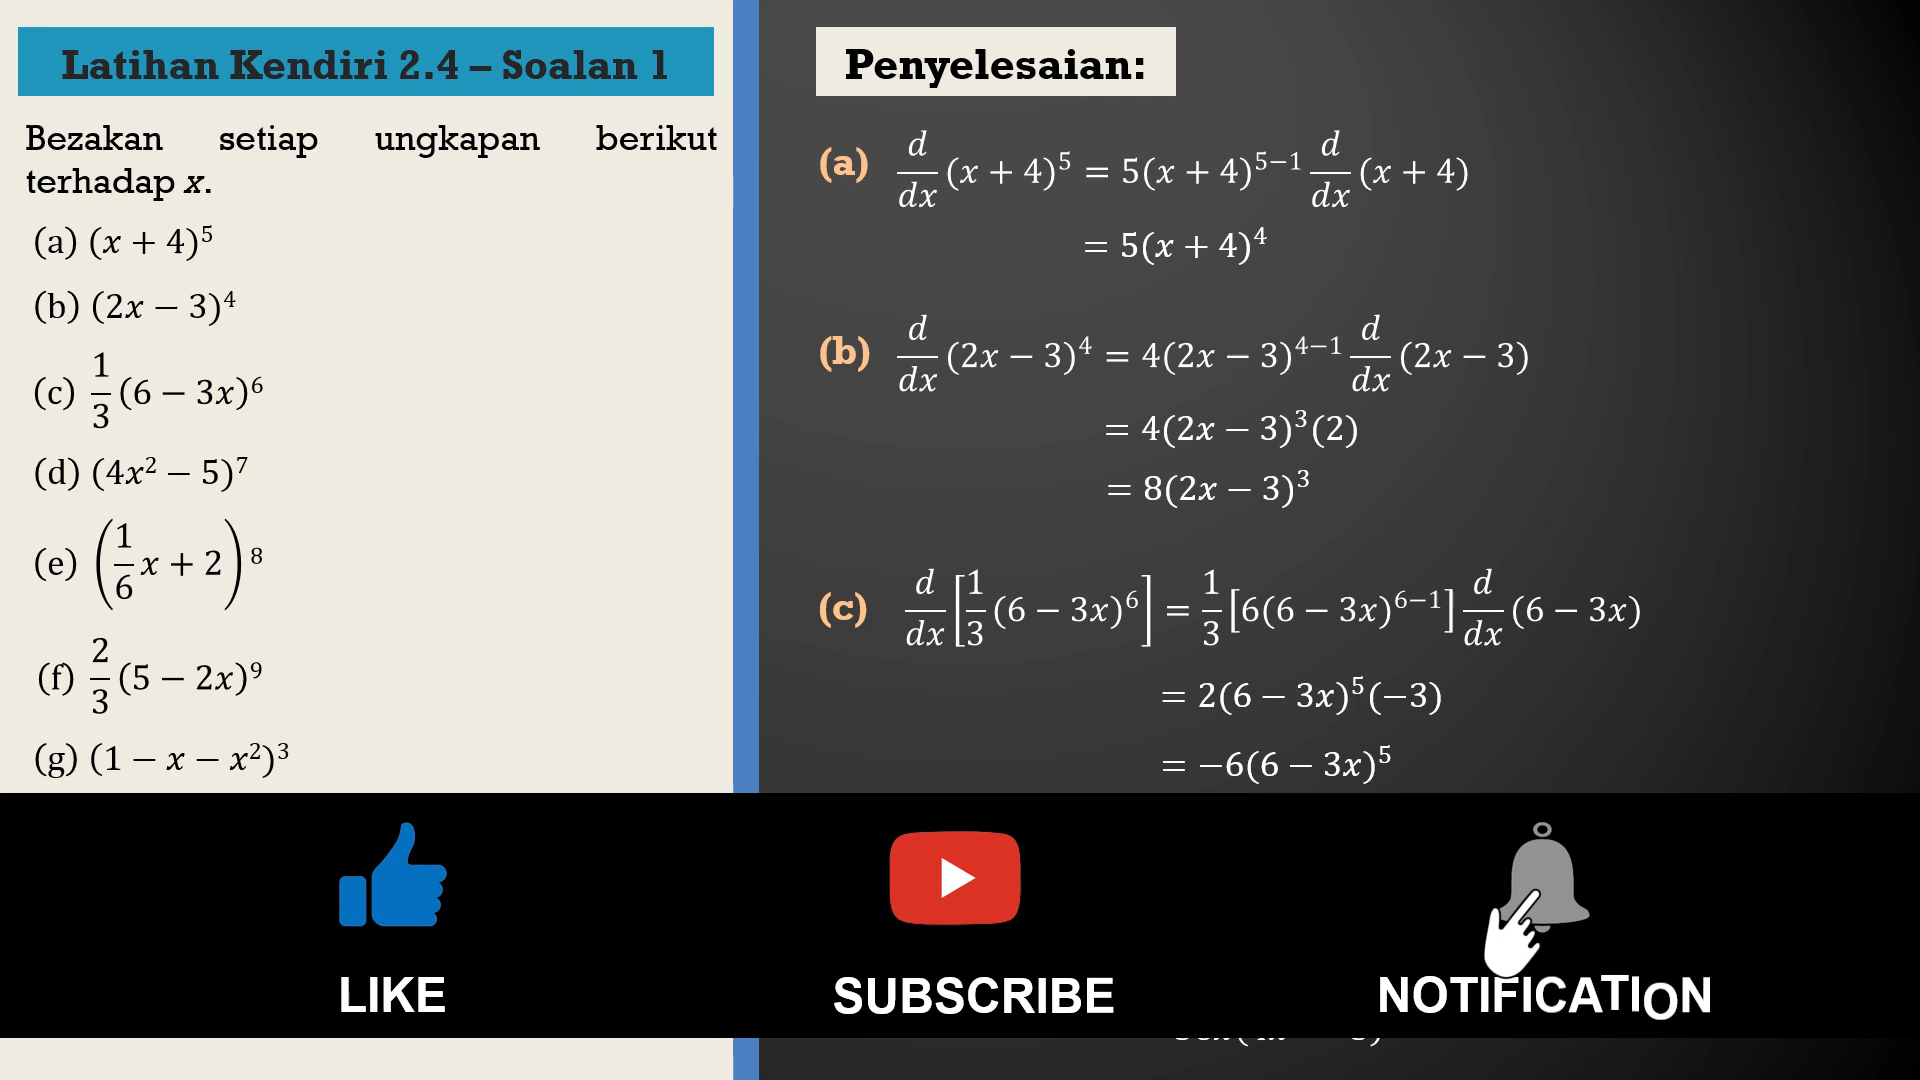 Latihan Kendiri 2.4 – Soalan 1
Bezakan setiap ungkapan berikut
terhadap x.
(a) (x + 4)⁵
(b) (2x − 3)⁴
(c) 1/3 (6 − 3x)⁶
(d) (4x² − 5)⁷
(e) (1/6 x + 2)⁸
(f) 2/3 (5 − 2x)⁹
(g) (1 − x − x²)³
Penyelesaian:
(a) d/dx (x + 4)⁵ = 5(x + 4)⁵⁻¹ d/dx (x + 4)
= 5(x + 4)⁴
(b) d/dx (2x − 3)⁴ = 4(2x − 3)⁴⁻¹ d/dx (2x − 3)
= 4(2x − 3)³(2)
= 8(2x − 3)³
(c) d/dx [1/3 (6 − 3x)⁶] = 1/3 [6(6 − 3x)⁶⁻¹] d/dx (6 − 3x)
= 2(6 − 3x)⁵(−3)
= −6(6 − 3x)⁵
LIKE
SUBSCRIBE
NOTIFICATION